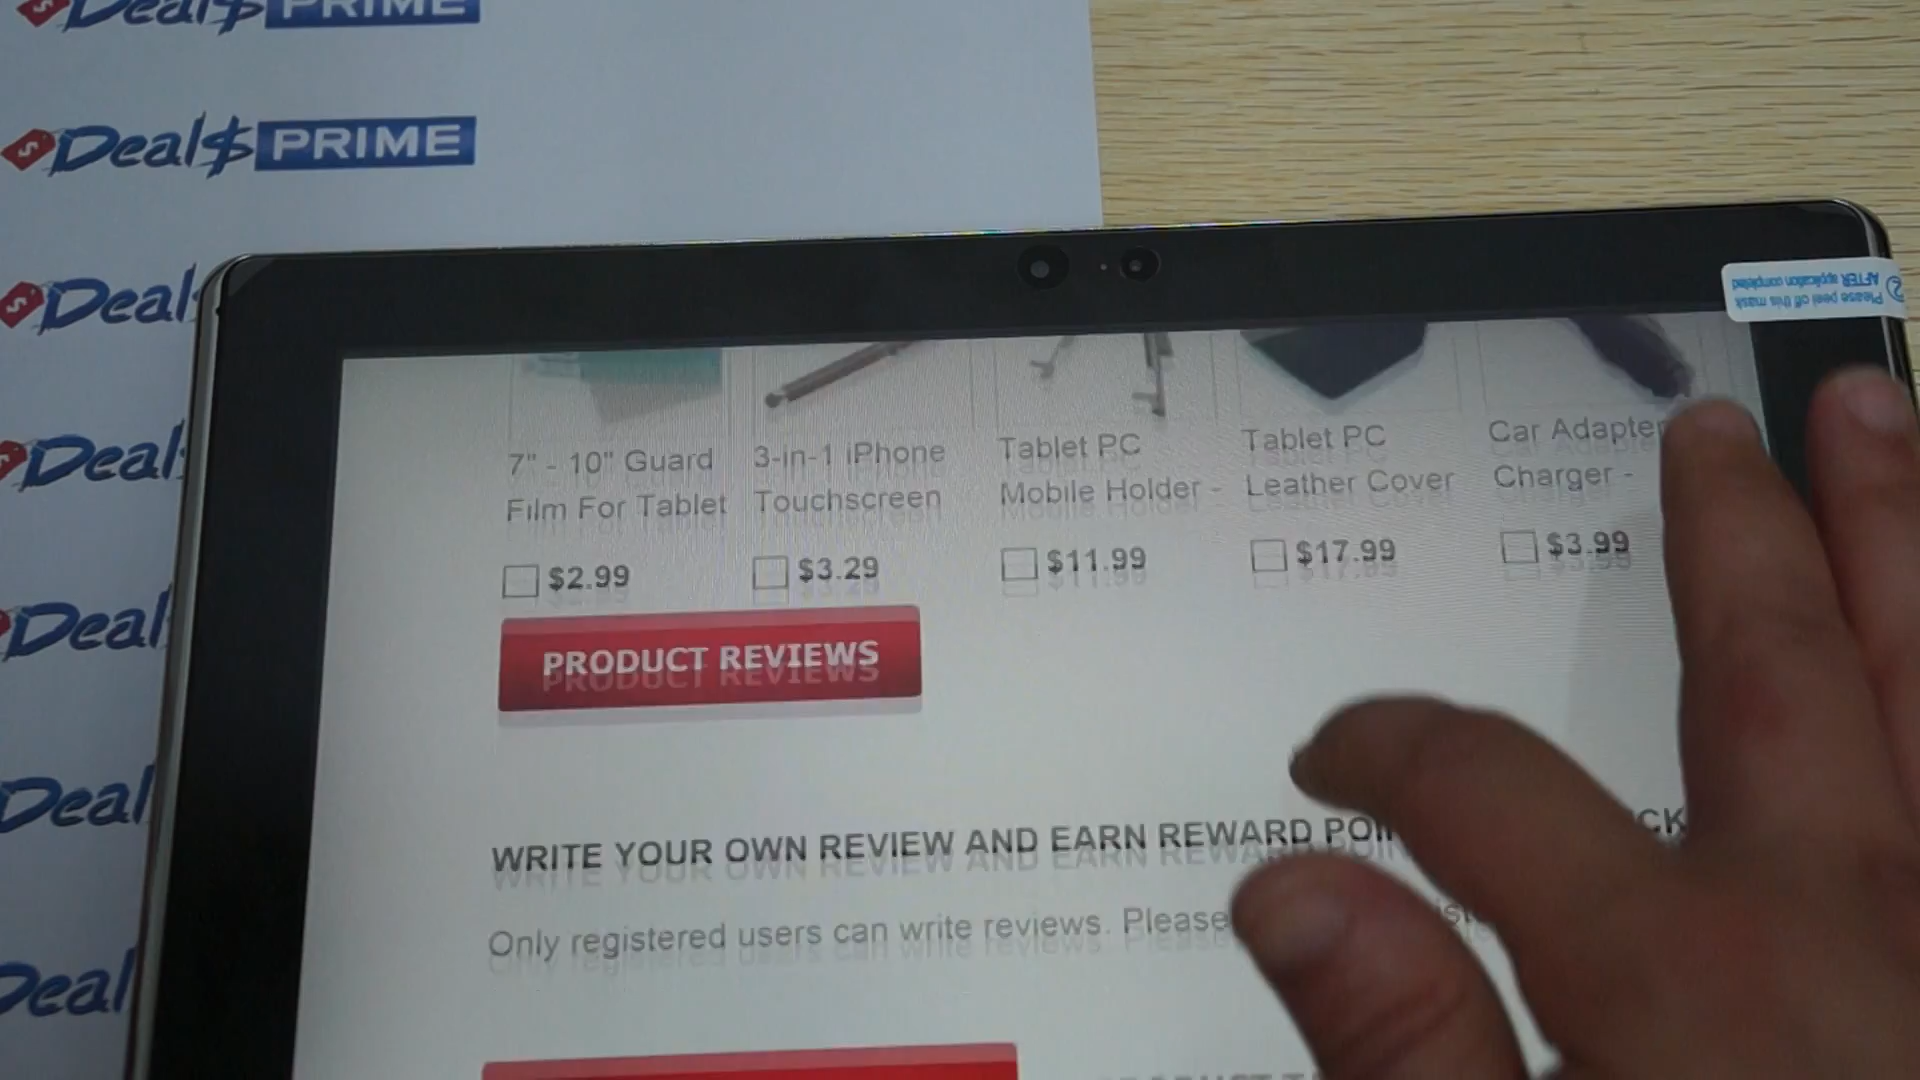 Deal$ PRIME
Deal$ PRIME
Deal
Deal
Deal
Deal
Deal
Please peel off this mask
AFTER application completed
2
7" - 10" Guard
Film For Tablet
$2.99
3-in-1 iPhone
Touchscreen
$3.29
Tablet PC
Mobile Holder -
$11.99
Tablet PC
Leather Cover
$17.99
Car Adapter
Charger -
$3.99
PRODUCT REVIEWS
WRITE YOUR OWN REVIEW AND EARN REWARD
Only registered users can write reviews. Please